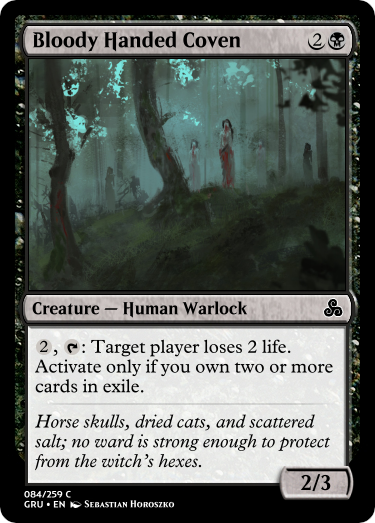 Bloody Handed Coven 2
Creature — Human Warlock
2, : Target player loses 2 life.
Activate only if you own two or more
cards in exile.
Horse skulls, dried cats, and scattered
salt; no ward is strong enough to protect
from the witch's hexes.
2/3
084/259 C
GRU • EN Sebastian Horoszko